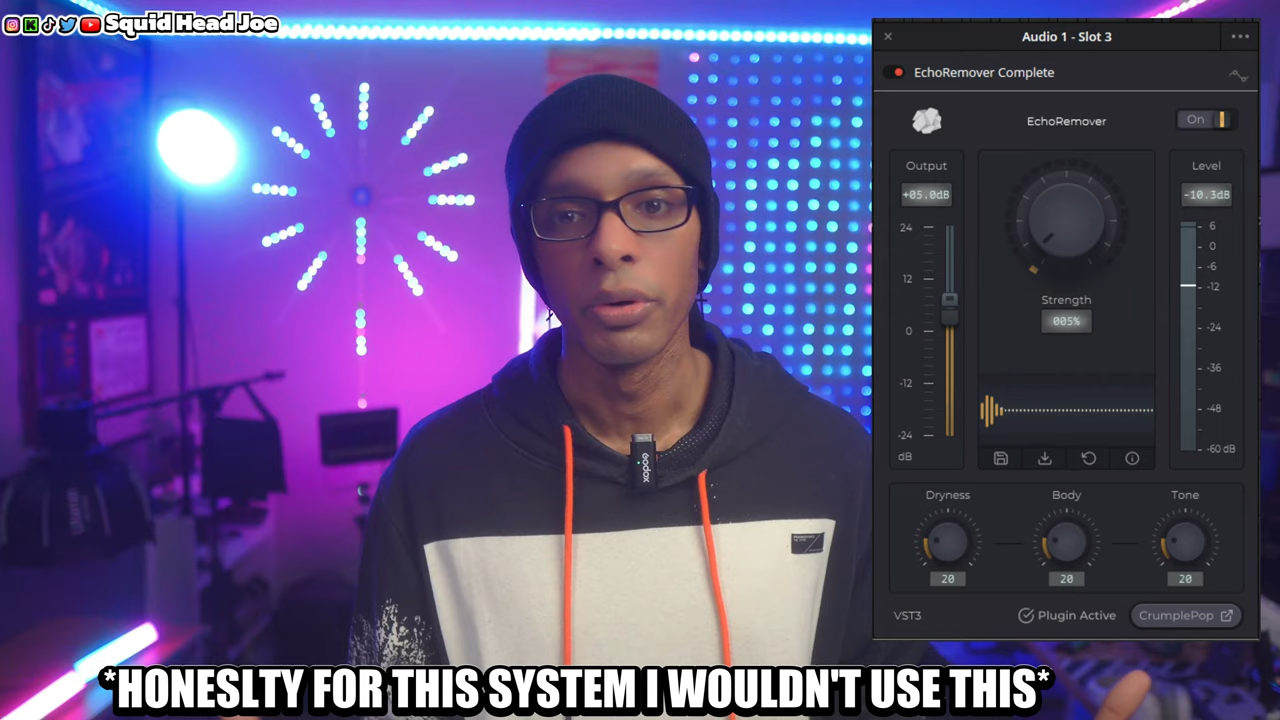 Squid Head Joe
Audio 1 - Slot 3
EchoRemover Complete
EchoRemover
On
Output
+05.0dB
24
12
0
-12
-24
dB
Strength
005%
Level
-10.3dB
6
0
-6
-12
-24
-36
-48
-60 dB
Dryness
Body
Tone
20
20
20
VST3
Plugin Active
CrumplePop
Godox
*HONESLTY FOR THIS SYSTEM I WOULDN'T USE THIS*